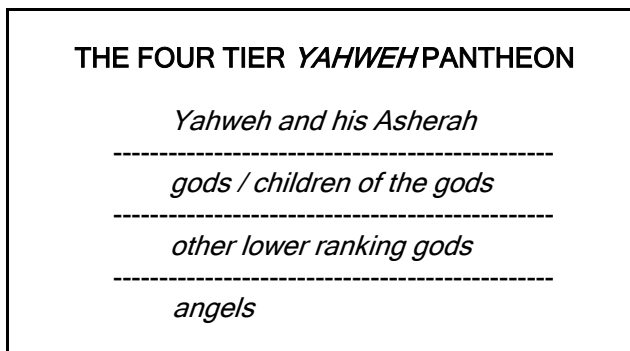 THE FOUR TIER YAHWEH PANTHEON
Yahweh and his Asherah
------------------------------------------------
gods / children of the gods
------------------------------------------------
other lower ranking gods
------------------------------------------------
angels